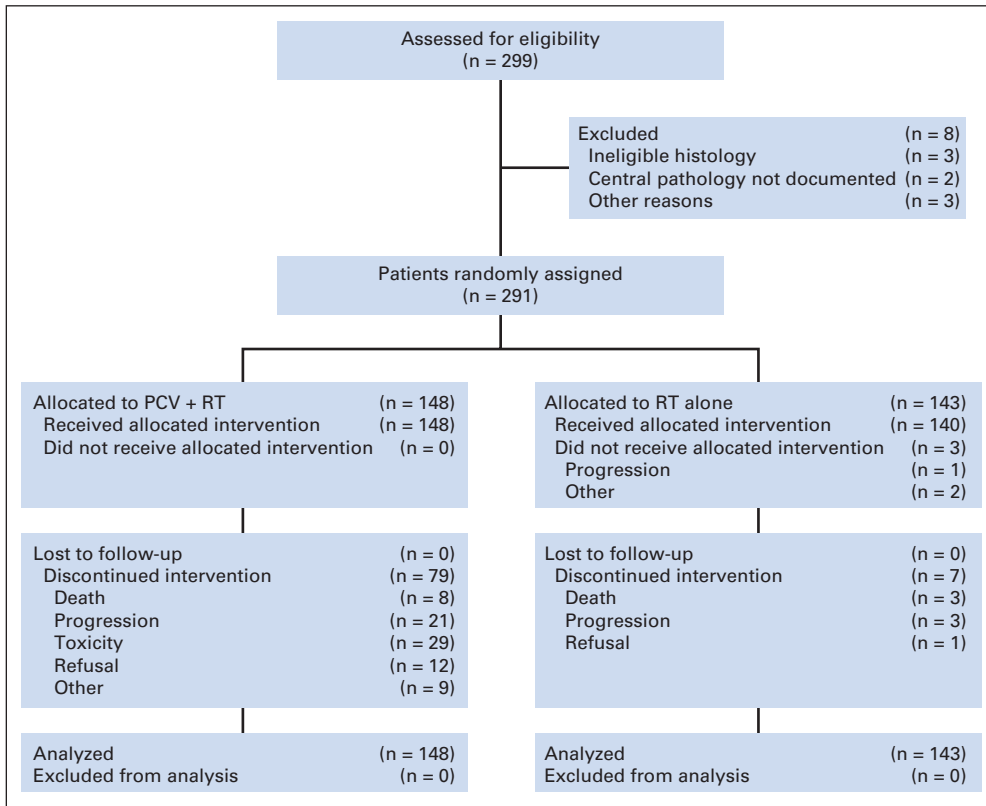 Assessed for eligibility
(n = 299)
Excluded (n = 8)
Ineligible histology (n = 3)
Central pathology not documented (n = 2)
Other reasons (n = 3)
Patients randomly assigned
(n = 291)
Allocated to PCV + RT (n = 148)
Received allocated intervention (n = 148)
Did not receive allocated intervention (n = 0)
Allocated to RT alone (n = 143)
Received allocated intervention (n = 140)
Did not receive allocated intervention (n = 3)
Progression (n = 1)
Other (n = 2)
Lost to follow-up (n = 0)
Discontinued intervention (n = 79)
Death (n = 8)
Progression (n = 21)
Toxicity (n = 29)
Refusal (n = 12)
Other (n = 9)
Lost to follow-up (n = 0)
Discontinued intervention (n = 7)
Death (n = 3)
Progression (n = 3)
Refusal (n = 1)
Analyzed (n = 148)
Excluded from analysis (n = 0)
Analyzed (n = 143)
Excluded from analysis (n = 0)